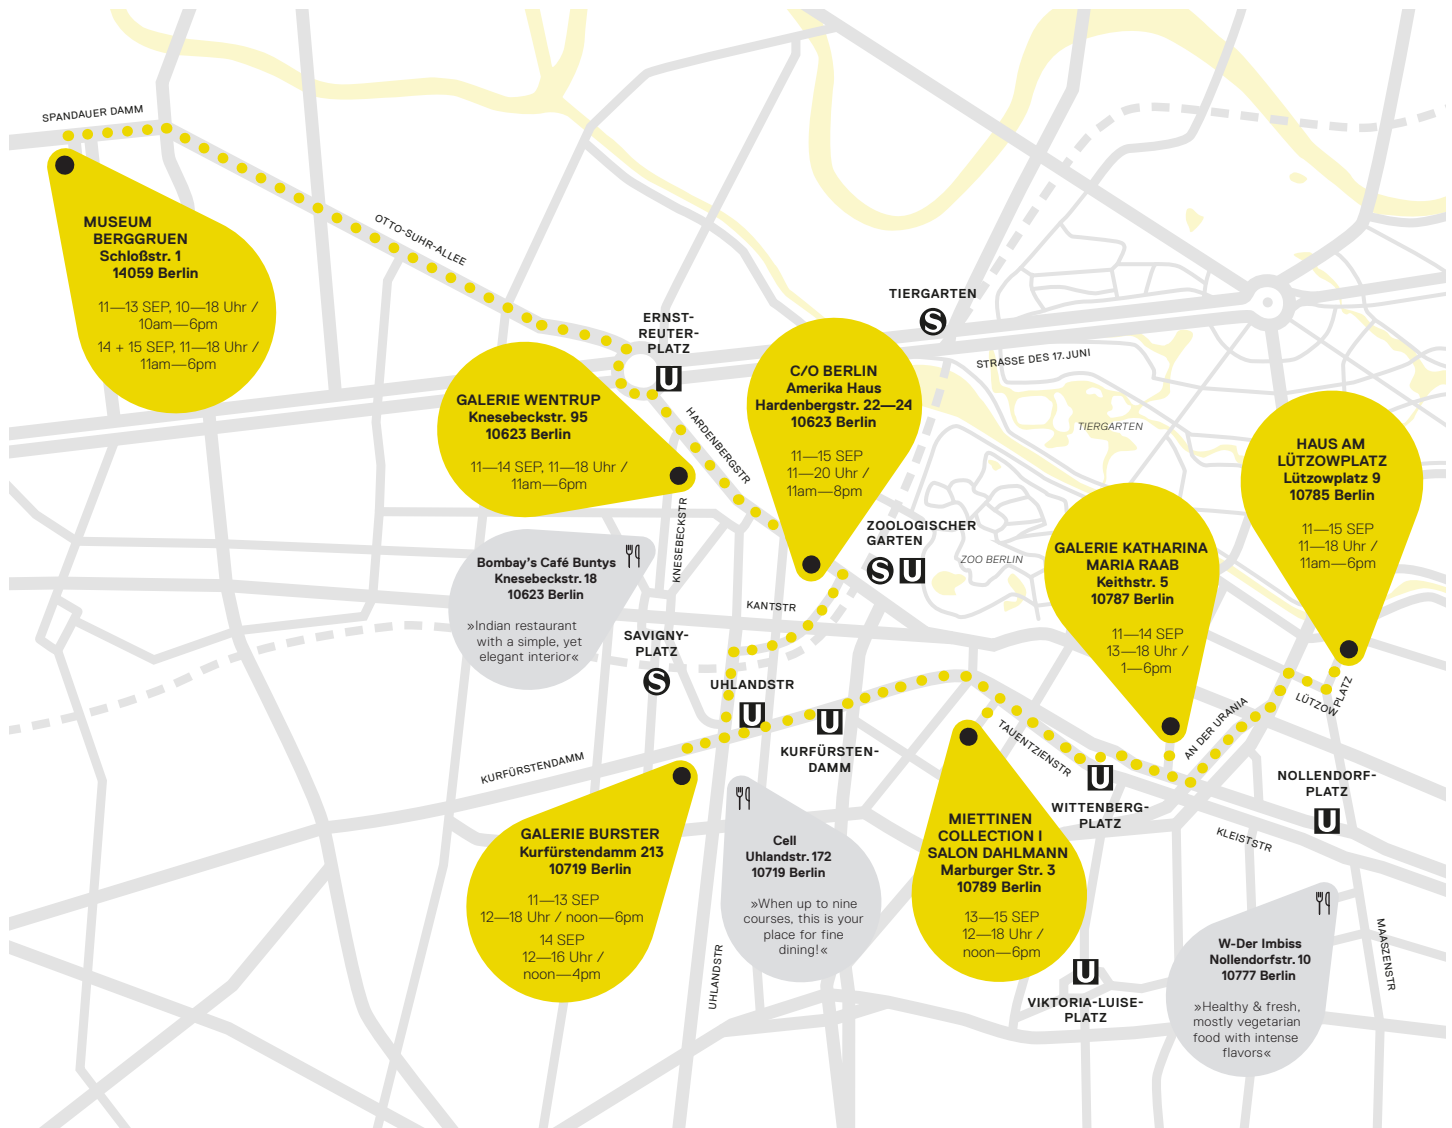 SPANDAUER DAMM
MUSEUM
BERGGRUEN
Schloßstr. 1
14059 Berlin
11—13 SEP, 10—18 Uhr /
10am—6pm
14 + 15 SEP, 11—18 Uhr /
11am—6pm
OTTO-SUHR-ALLEE
ERNST-
REUTER-
PLATZ
U
TIERGARTEN
S
STRASSE DES 17. JUNI
GALERIE WENTRUP
Knesebeckstr. 95
10623 Berlin
11—14 SEP, 11—18 Uhr /
11am—6pm
HARDENBERGSTR
C/O BERLIN
Amerika Haus
Hardenbergstr. 22—24
10623 Berlin
11—15 SEP
11—20 Uhr /
11am—8pm
TIERGARTEN
HAUS AM
LÜTZOWPLATZ
Lützowplatz 9
10785 Berlin
11—15 SEP
11—18 Uhr /
11am—6pm
KNESEBECKSTR
ZOOLOGISCHER
GARTEN
S U
ZOO BERLIN
GALERIE KATHARINA
MARIA RAAB
Keithstr. 5
10787 Berlin
11—14 SEP
13—18 Uhr /
1—6pm
Bombay's Café Buntys
Knesebeckstr. 18
10623 Berlin
»Indian restaurant
with a simple, yet
elegant interior«
KANTSTR
SAVIGNY-
PLATZ
S
UHLANDSTR
U
U
KURFÜRSTEN-
DAMM
KURFÜRSTENDAMM
TAUENTZIENSTR
AN DER URANIA
LÜTZOW
PLATZ
U
WITTENBERG-
PLATZ
NOLLENDORF-
PLATZ
U
KLEISTSTR
GALERIE BURSTER
Kurfürstendamm 213
10719 Berlin
11—13 SEP
12—18 Uhr / noon—6pm
14 SEP
12—16 Uhr /
noon—4pm
Cell
Uhlandstr. 172
10719 Berlin
»When up to nine
courses, this is your
place for fine
dining!«
UHLANDSTR
MIETTINEN
COLLECTION I
SALON DAHLMANN
Marburger Str. 3
10789 Berlin
13—15 SEP
12—18 Uhr /
noon—6pm
U
VIKTORIA-LUISE-
PLATZ
W-Der Imbiss
Nollendorfstr. 10
10777 Berlin
»Healthy & fresh,
mostly vegetarian
food with intense
flavors«
MAASZENSTR